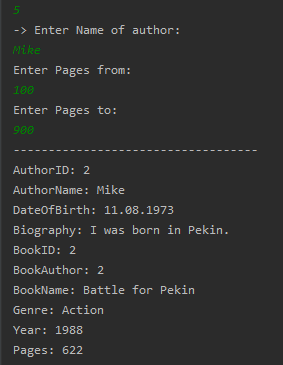 5
-> Enter Name of author:
Mike
Enter Pages from:
100
Enter Pages to:
900
-----------------------------------
AuthorID: 2
AuthorName: Mike
DateOfBirth: 11.08.1973
Biography: I was born in Pekin.
BookID: 2
BookAuthor: 2
BookName: Battle for Pekin
Genre: Action
Year: 1988
Pages: 622